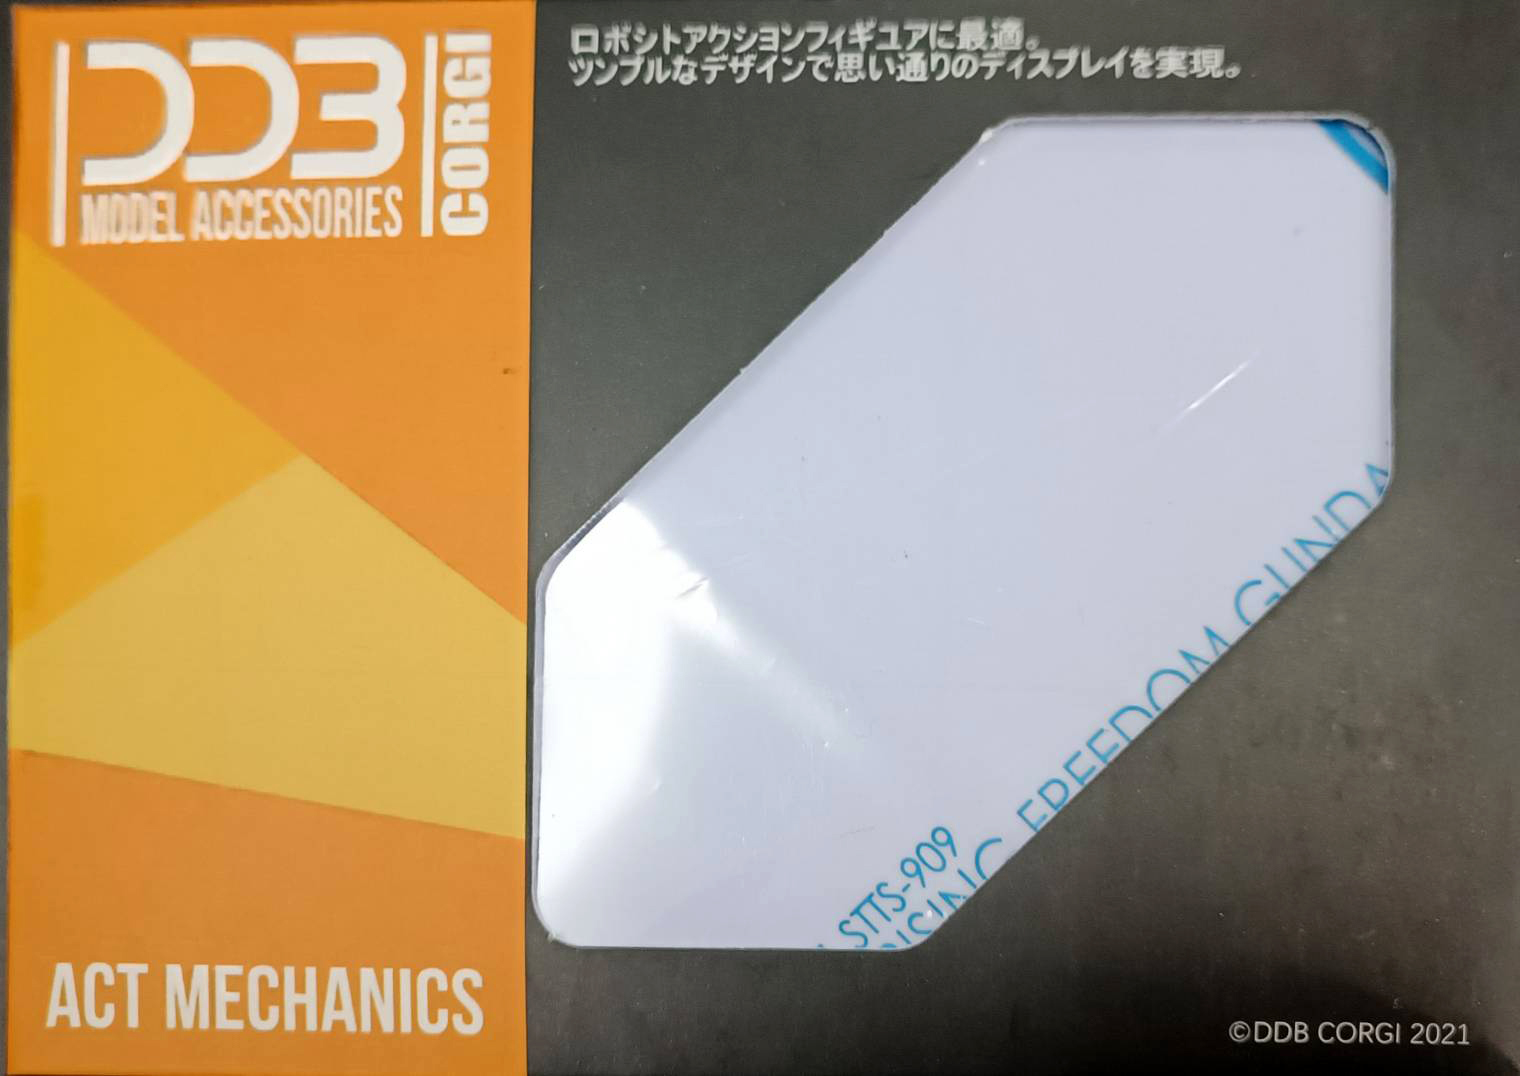 DDB
MODEL ACCESSORIES
CORGI
ロボシトアクションフィギュアに最適。
ツンプルなデザインで思い通りのディスプレイを実現。
STTS-909
RISING FREEDOM GUNDA
ACT MECHANICS
©DDB CORGI 2021